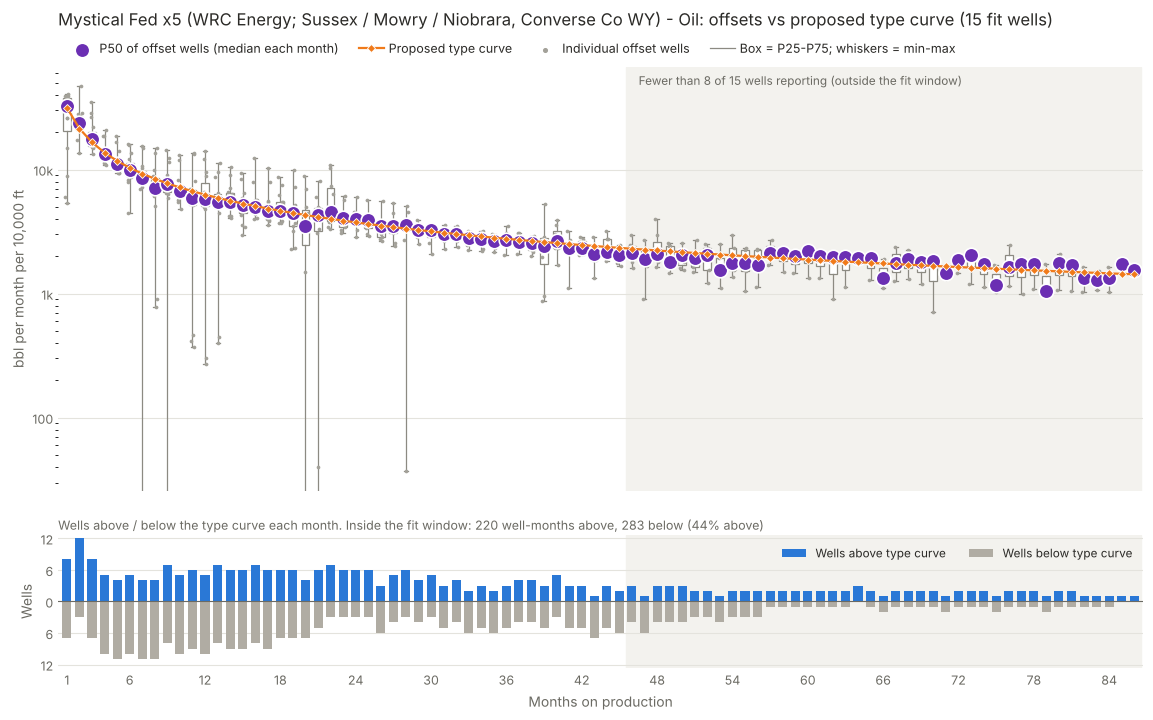 Mystical Fed x5 (WRC Energy; Sussex / Mowry / Niobrara, Converse Co WY) - Oil: offsets vs proposed type curve (15 fit wells)
P50 of offset wells (median each month) Proposed type curve Individual offset wells Box = P25-P75; whiskers = min-max
Fewer than 8 of 15 wells reporting (outside the fit window)
bbl per month per 10,000 ft
10k
1k
100
Wells above / below the type curve each month. Inside the fit window: 220 well-months above, 283 below (44% above)
Wells above type curve Wells below type curve
Wells
12
6
0
6
12
1 6 12 18 24 30 36 42 48 54 60 66 72 78 84
Months on production